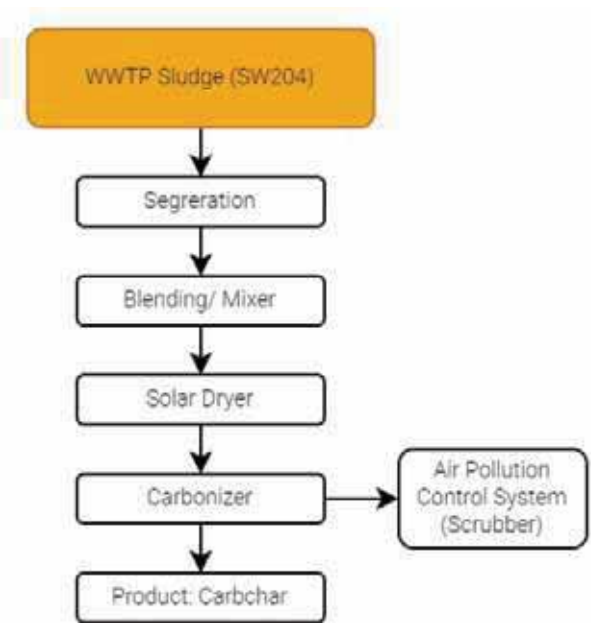 WWTP Sludge (SW204)
Segreration
Blending/ Mixer
Solar Dryer
Carbonizer
Air Pollution
Control System
(Scrubber)
Product: Carbchar